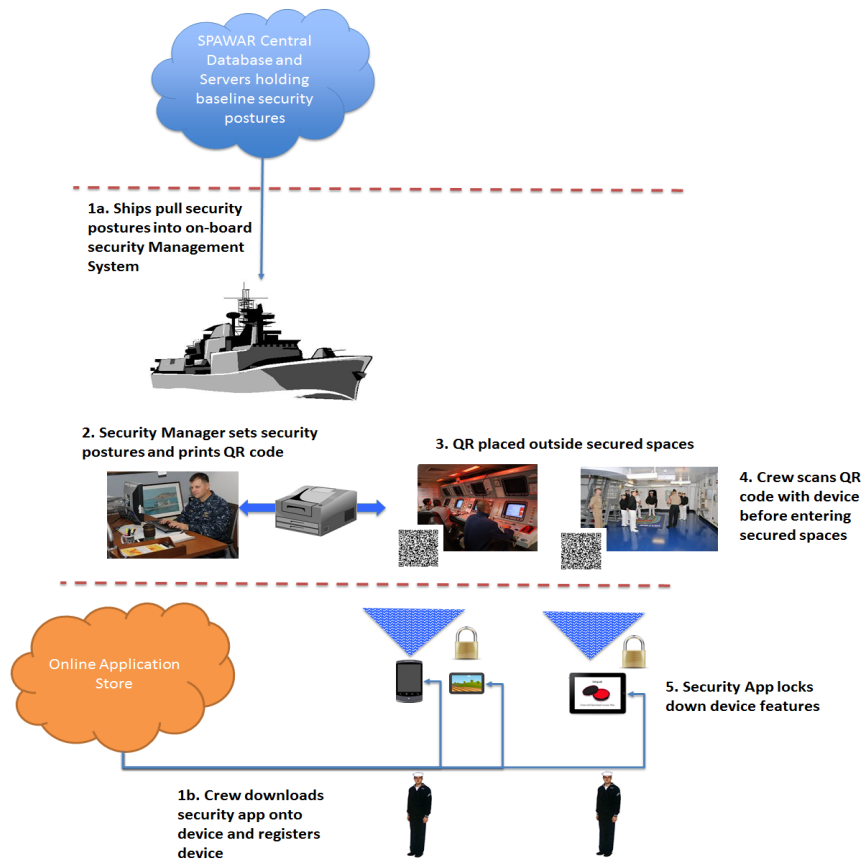 SPAWAR Central
Database and
Servers holding
baseline security
postures
1a. Ships pull security
postures into on-board
security Management
System
2. Security Manager sets security
postures and prints QR code
3. QR placed outside secured spaces
4. Crew scans QR
code with device
before entering
secured spaces
Online Application
Store
5. Security App locks
down device features
1b. Crew downloads
security app onto
device and registers
device